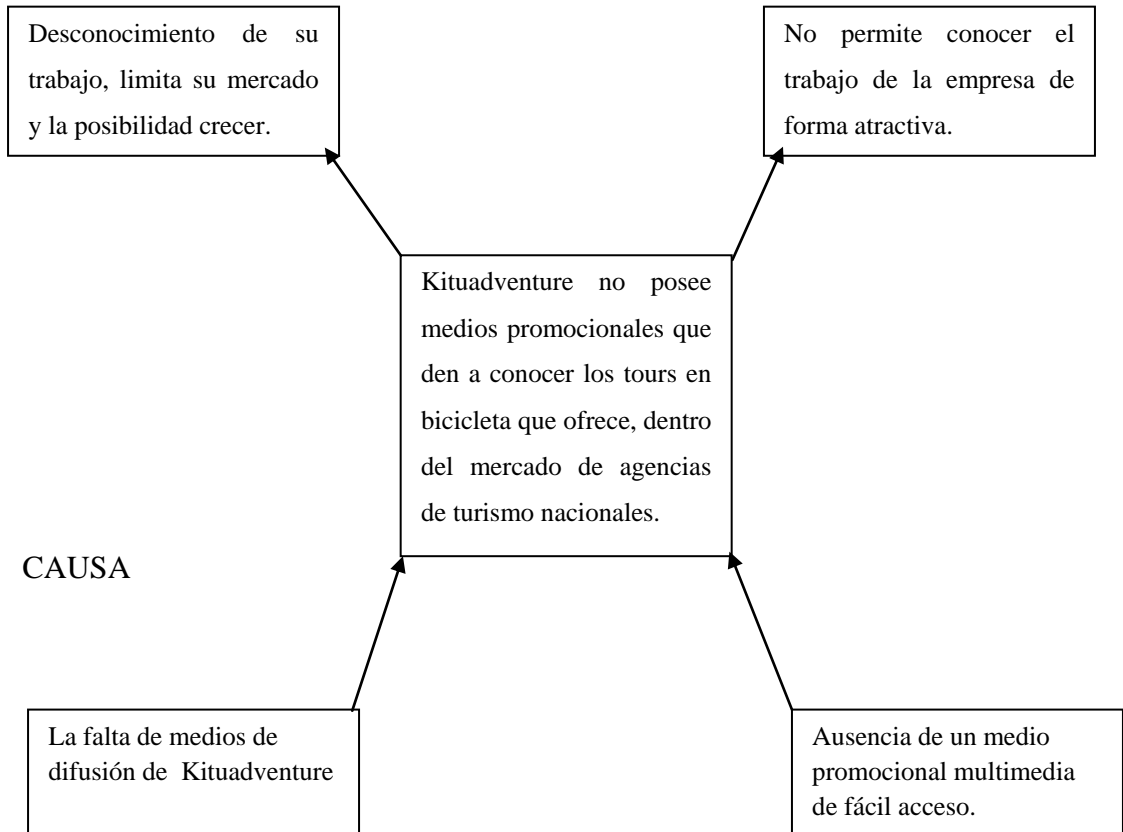 Desconocimiento de su
trabajo, limita su mercado
y la posibilidad crecer.
No permite conocer el
trabajo de la empresa de
forma atractiva.
Kituadventure no posee
medios promocionales que
den a conocer los tours en
bicicleta que ofrece, dentro
del mercado de agencias
de turismo nacionales.
CAUSA
La falta de medios de
difusión de Kituadventure
Ausencia de un medio
promocional multimedia
de fácil acceso.